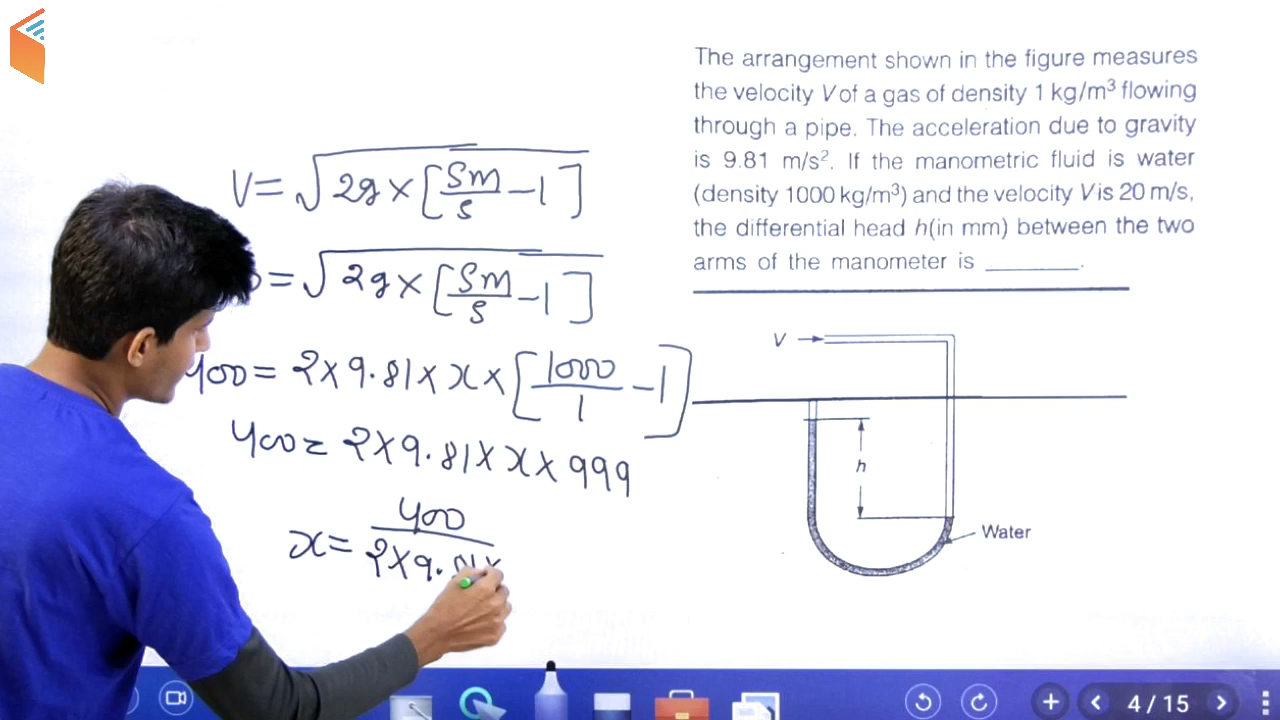 The arrangement shown in the figure measures
the velocity V of a gas of density 1 kg/m³ flowing
through a pipe. The acceleration due to gravity
is 9.81 m/s². If the manometric fluid is water
(density 1000 kg/m³) and the velocity V is 20 m/s,
the differential head h(in mm) between the two
arms of the manometer is ________.
V
h
Water
V=√2g×[Sm/S-1]
=√2g×[Sm/S-1]
400=2×9.81×x×[1000/1-1]
400=2×9.81×x×999
x=400/2×9.81×
4/15